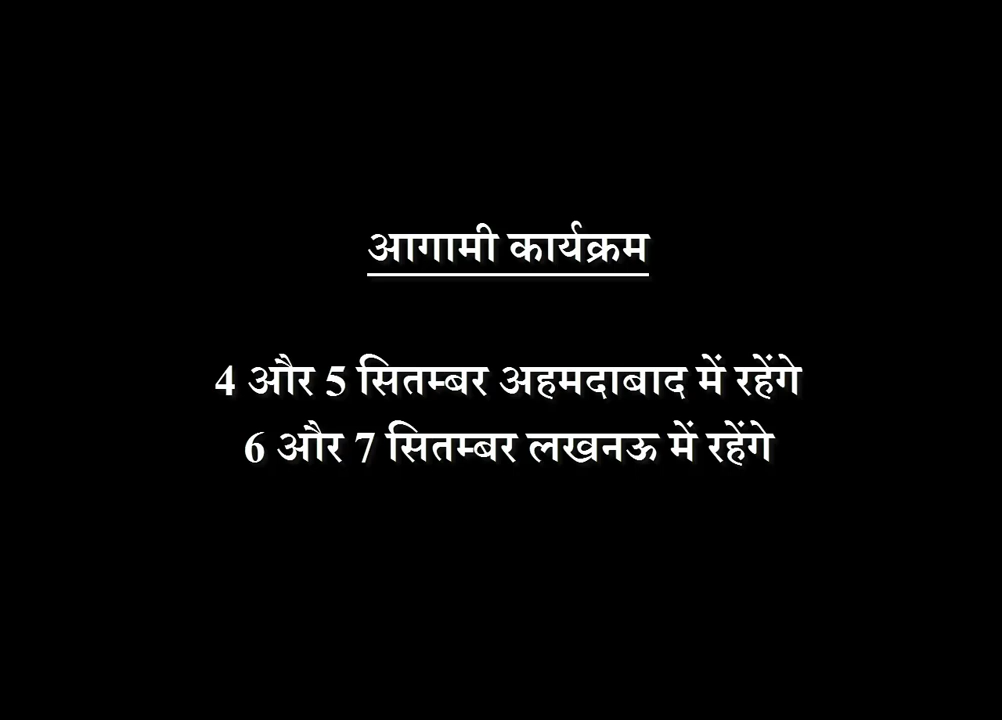 आगामी कार्यक्रम
4 और 5 सितम्बर अहमदाबाद में रहेंगे
6 और 7 सितम्बर लखनऊ में रहेंगे